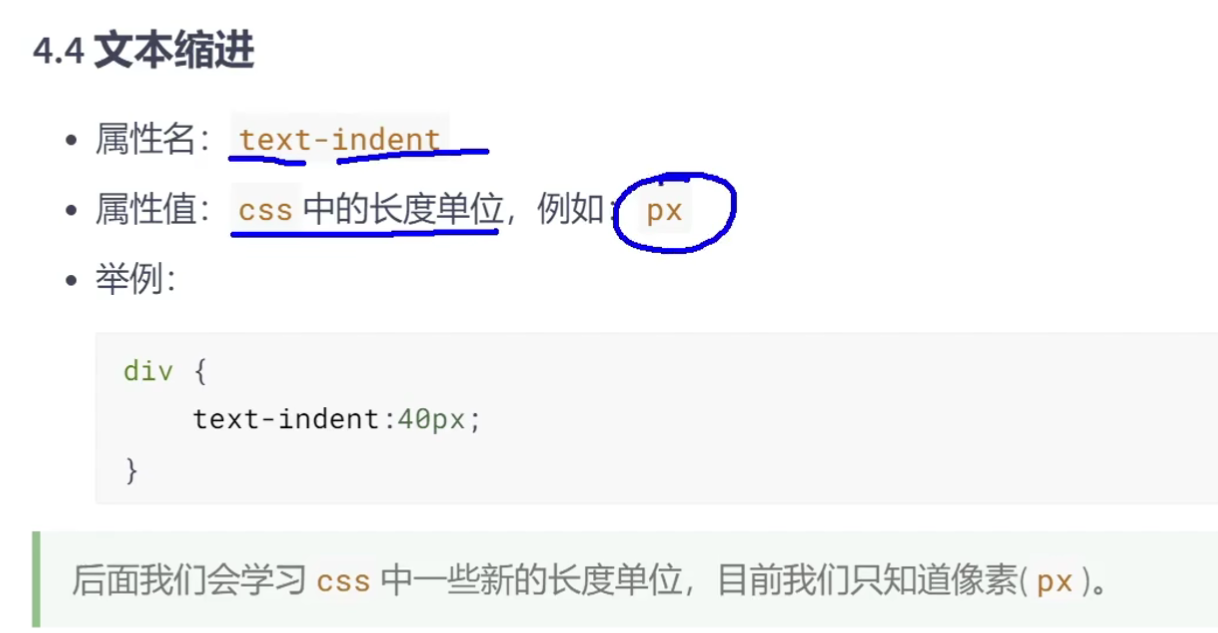 4.4 文本缩进
• 属性名： text-indent
• 属性值： css 中的长度单位，例如： px
• 举例：
div {
    text-indent:40px;
}
后面我们会学习 css 中一些新的长度单位，目前我们只知道像素( px )。